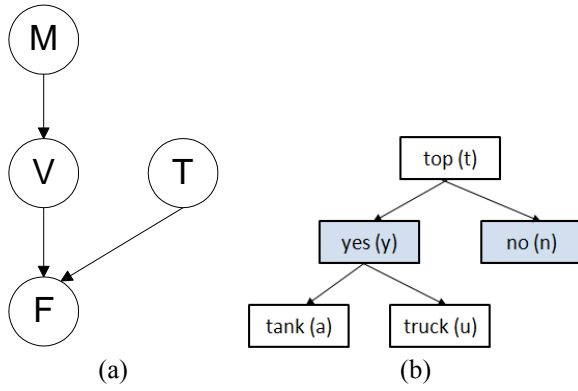 M
V
T
F
(a)
top (t)
yes (y)
no (n)
tank (a)
truck (u)
(b)